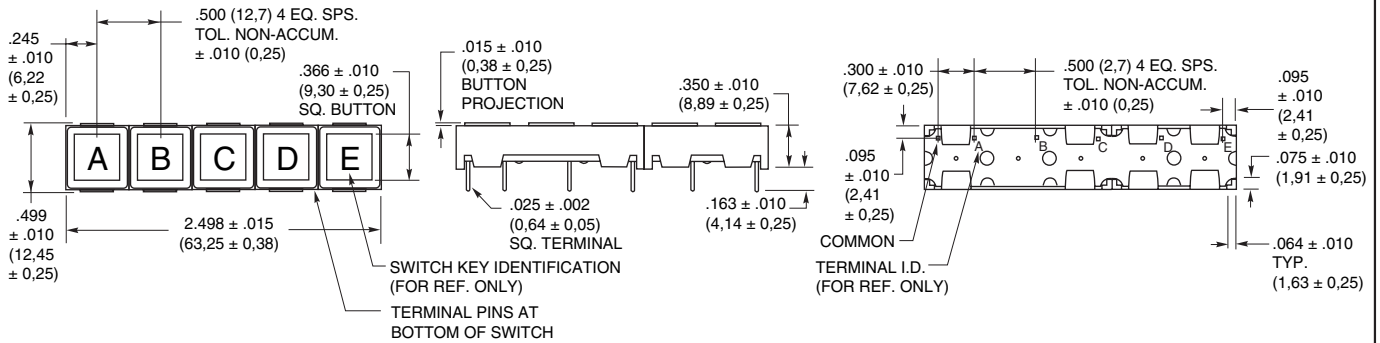 .500 (12,7) 4 EQ. SPS.
TOL. NON-ACCUM.
± .010 (0,25)
.245
± .010
(6,22
± 0,25)
.366 ± .010
(9,30 ± 0,25)
SQ. BUTTON
A B C D E
.499
± .010
(12,45
± 0,25)
2.498 ± .015
(63,25 ± 0,38)
SWITCH KEY IDENTIFICATION
(FOR REF. ONLY)
TERMINAL PINS AT
BOTTOM OF SWITCH
.015 ± .010
(0,38 ± 0,25)
BUTTON
PROJECTION
.350 ± .010
(8,89 ± 0,25)
.025 ± .002
(0,64 ± 0,05)
SQ. TERMINAL
.163 ± .010
(4,14 ± 0,25)
.300 ± .010
(7,62 ± 0,25)
.500 (2,7) 4 EQ. SPS.
TOL. NON-ACCUM.
± .010 (0,25)
.095
± .010
(2,41
± 0,25)
A B C D E
.095
± .010
(2,41
± 0,25)
.075 ± .010
(1,91 ± 0,25)
COMMON
TERMINAL I.D.
(FOR REF. ONLY)
.064 ± .010
TYP.
(1,63 ± 0,25)